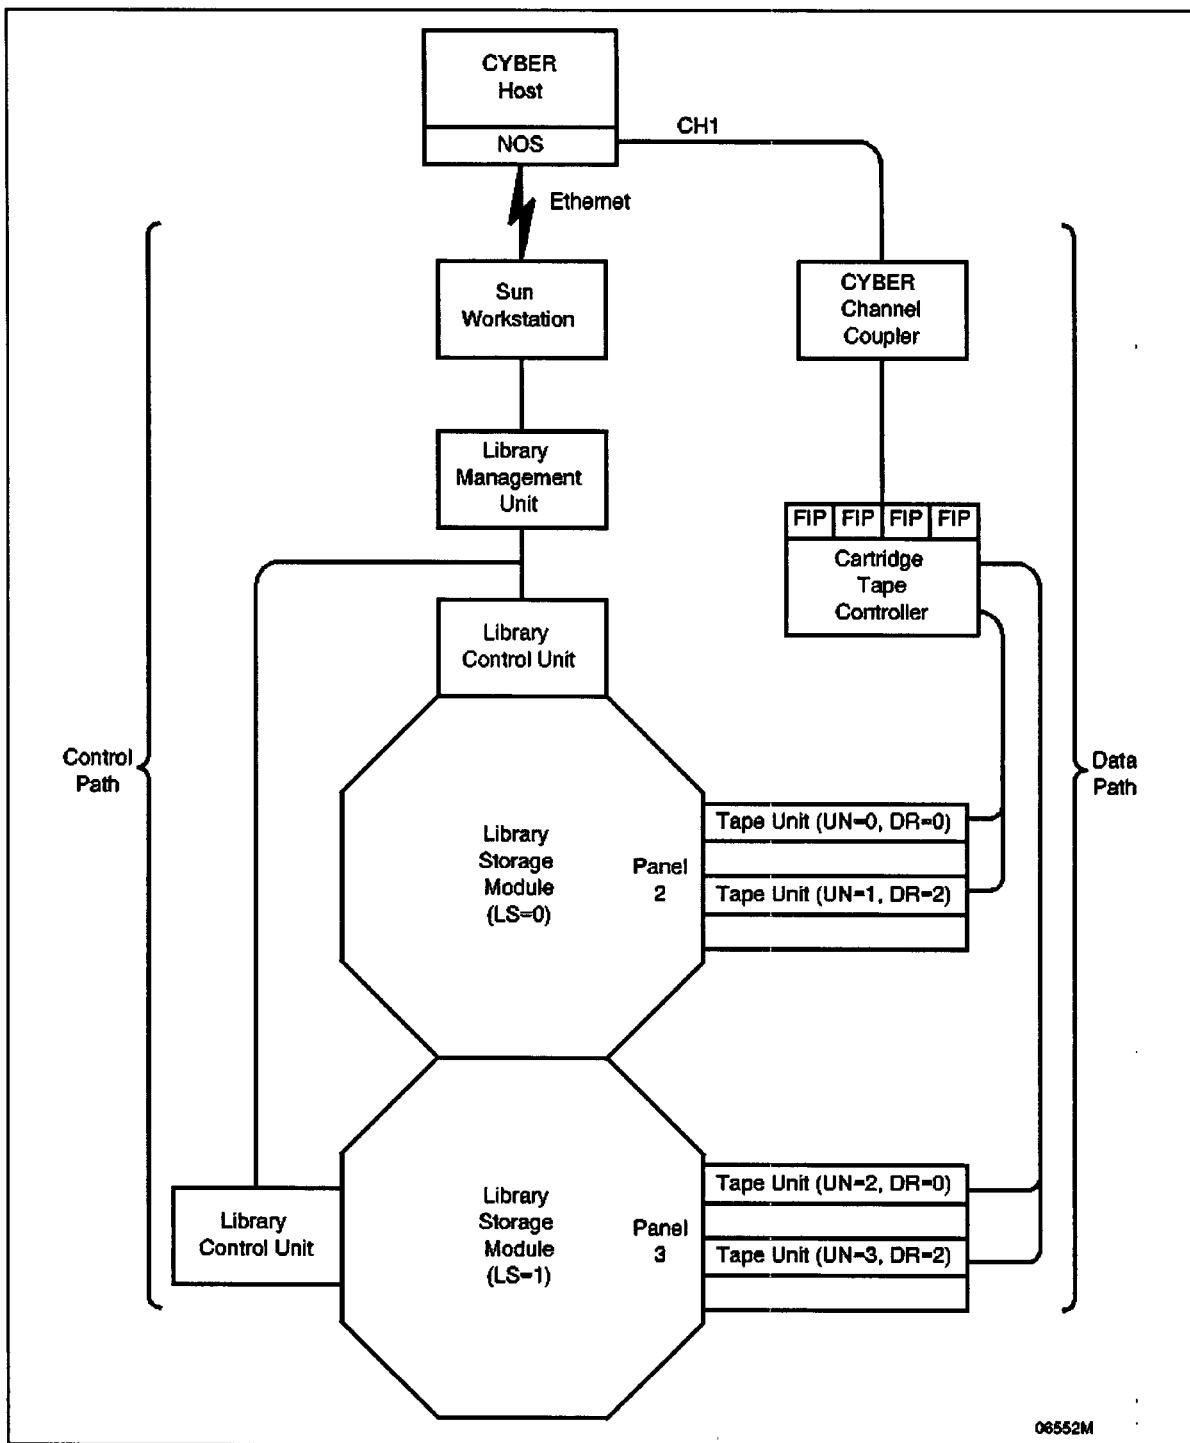 CYBER
Host
NOS
CH1
Ethernet
Sun
Workstation
CYBER
Channel
Coupler
Library
Management
Unit
FIP FIP FIP FIP
Cartridge
Tape
Controller
Library
Control Unit
Control
Path
Data
Path
Library
Storage
Module
(LS=0)
Panel
2
Tape Unit (UN=0, DR=0)
Tape Unit (UN=1, DR=2)
Library
Control Unit
Library
Storage
Module
(LS=1)
Panel
3
Tape Unit (UN=2, DR=0)
Tape Unit (UN=3, DR=2)
06552M